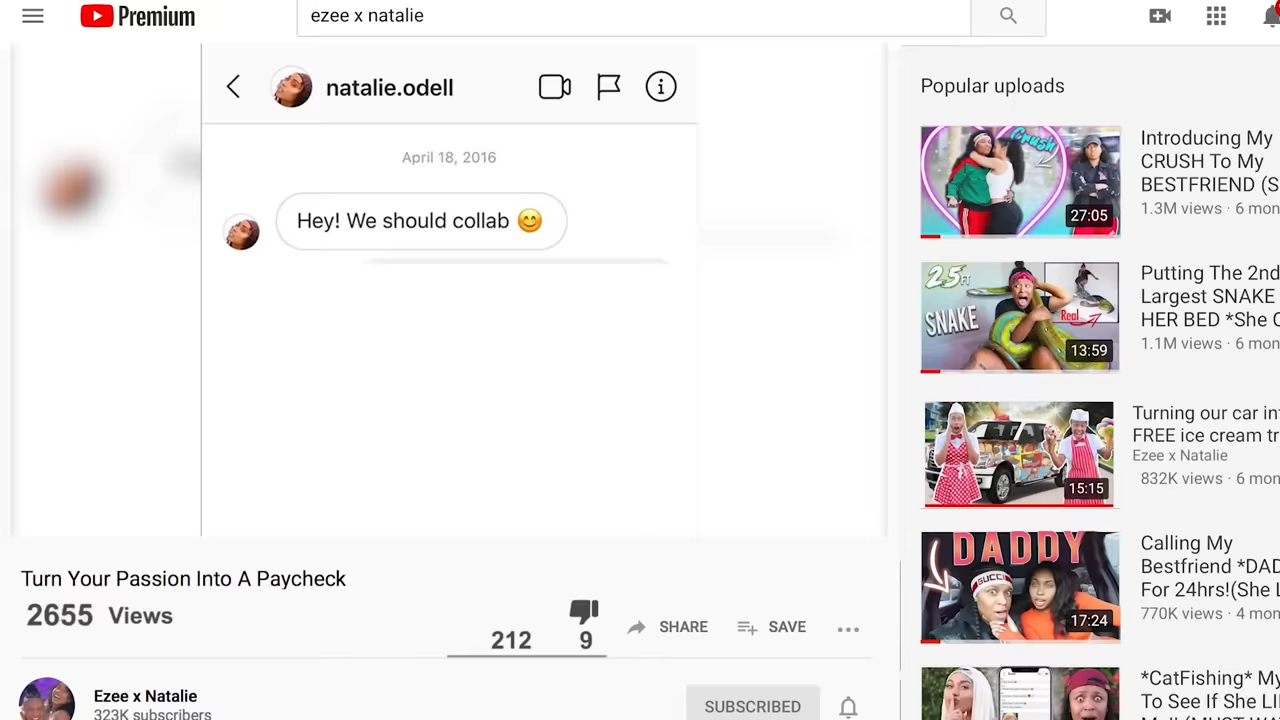 Premium
ezee x natalie
natalie.odell
April 18, 2016
Hey! We should collab 😊
Turn Your Passion Into A Paycheck
2655 Views
212
9
SHARE
SAVE
Ezee x Natalie
323K subscribers
SUBSCRIBED
Popular uploads
Crush
27:05
Introducing My
CRUSH To My
BESTFRIEND (S
1.3M views · 6 mon
25FT
SNAKE
Real
13:59
Putting The 2nd
Largest SNAKE
HER BED *She C
1.1M views · 6 mon
15:15
Turning our car in
FREE ice cream tr
Ezee x Natalie
832K views · 6 mon
DADDY
GUCCI
17:24
Calling My
Bestfriend *DAD
For 24hrs!(She L
770K views · 4 mon
*CatFishing* My
To See If She LI